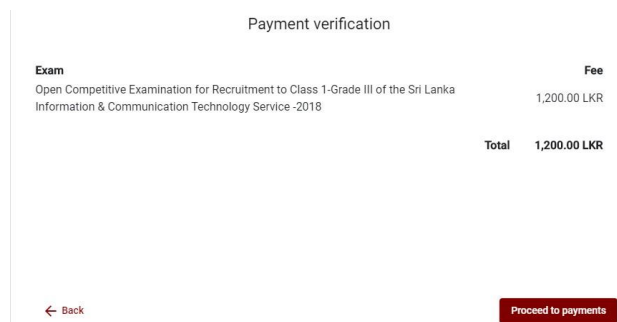 Payment verification
Exam Fee
Open Competitive Examination for Recruitment to Class 1-Grade III of the Sri Lanka
Information & Communication Technology Service -2018
1,200.00 LKR
Total 1,200.00 LKR
Back Proceed to payments